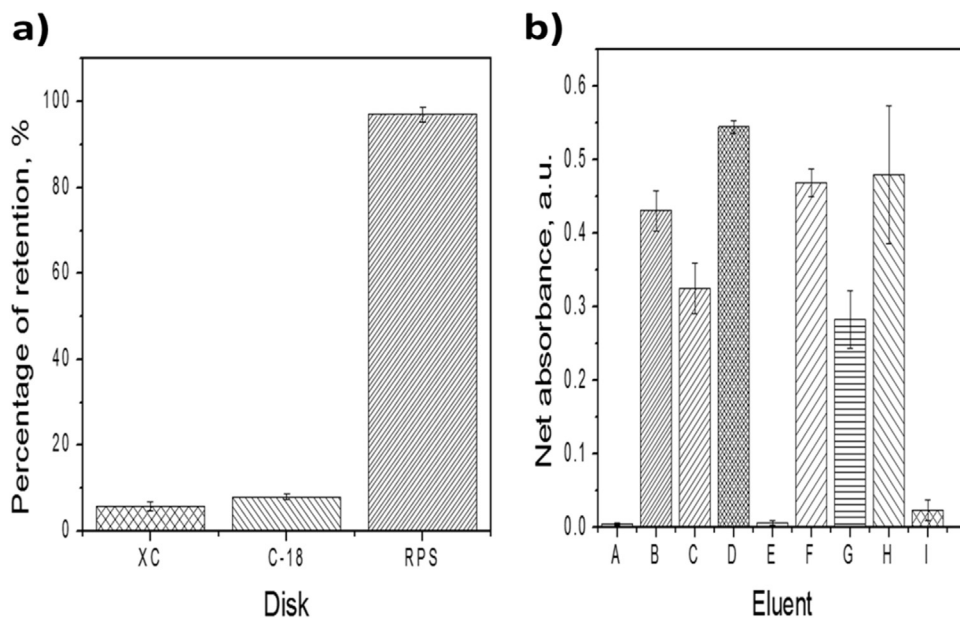 a)
Percentage of retention, %
100
80
60
40
20
0
XC C-18 RPS
Disk
b)
Net absorbance, a.u.
0.6
0.5
0.4
0.3
0.2
0.1
0.0
A B C D E F G H I
Eluent